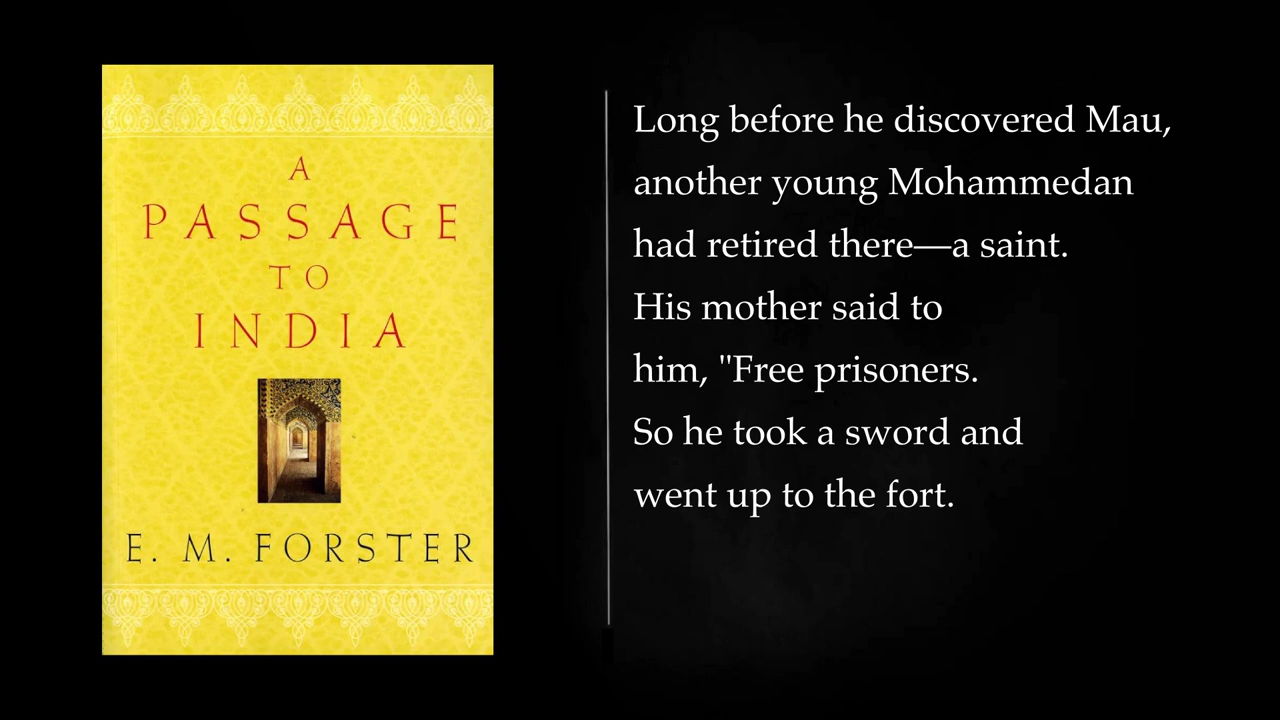 A
PASSAGE
TO
INDIA
E. M. FORSTER
Long before he discovered Mau,
another young Mohammedan
had retired there—a saint.
His mother said to
him, "Free prisoners.
So he took a sword and
went up to the fort.